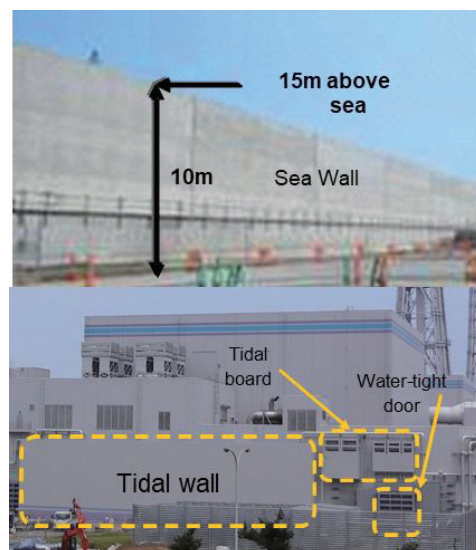 15m above
sea
10m
Sea Wall
Tidal
board
Water-tight
door
Tidal wall